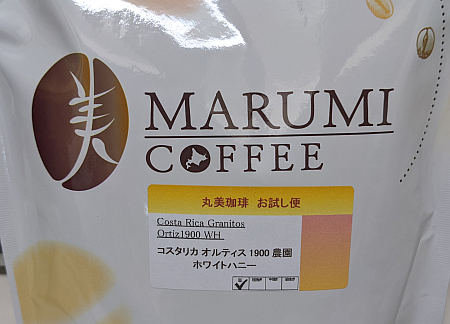 美
MARUMI
COFFEE
丸美珈琲 お試し便
Costa Rica Granitos
Ortiz1900 WH
コスタリカ オルティス 1900 農園
ホワイトハニー